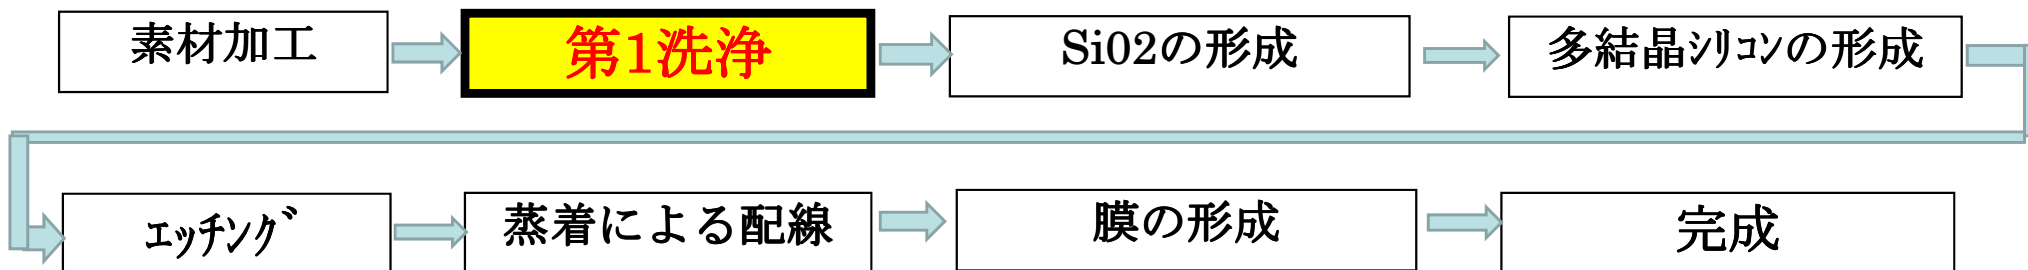 素材加工
第1洗浄
Si02の形成
多結晶ｼﾘｺﾝの形成
ｴｯﾁﾝｸﾞ
蒸着による配線
膜の形成
完成